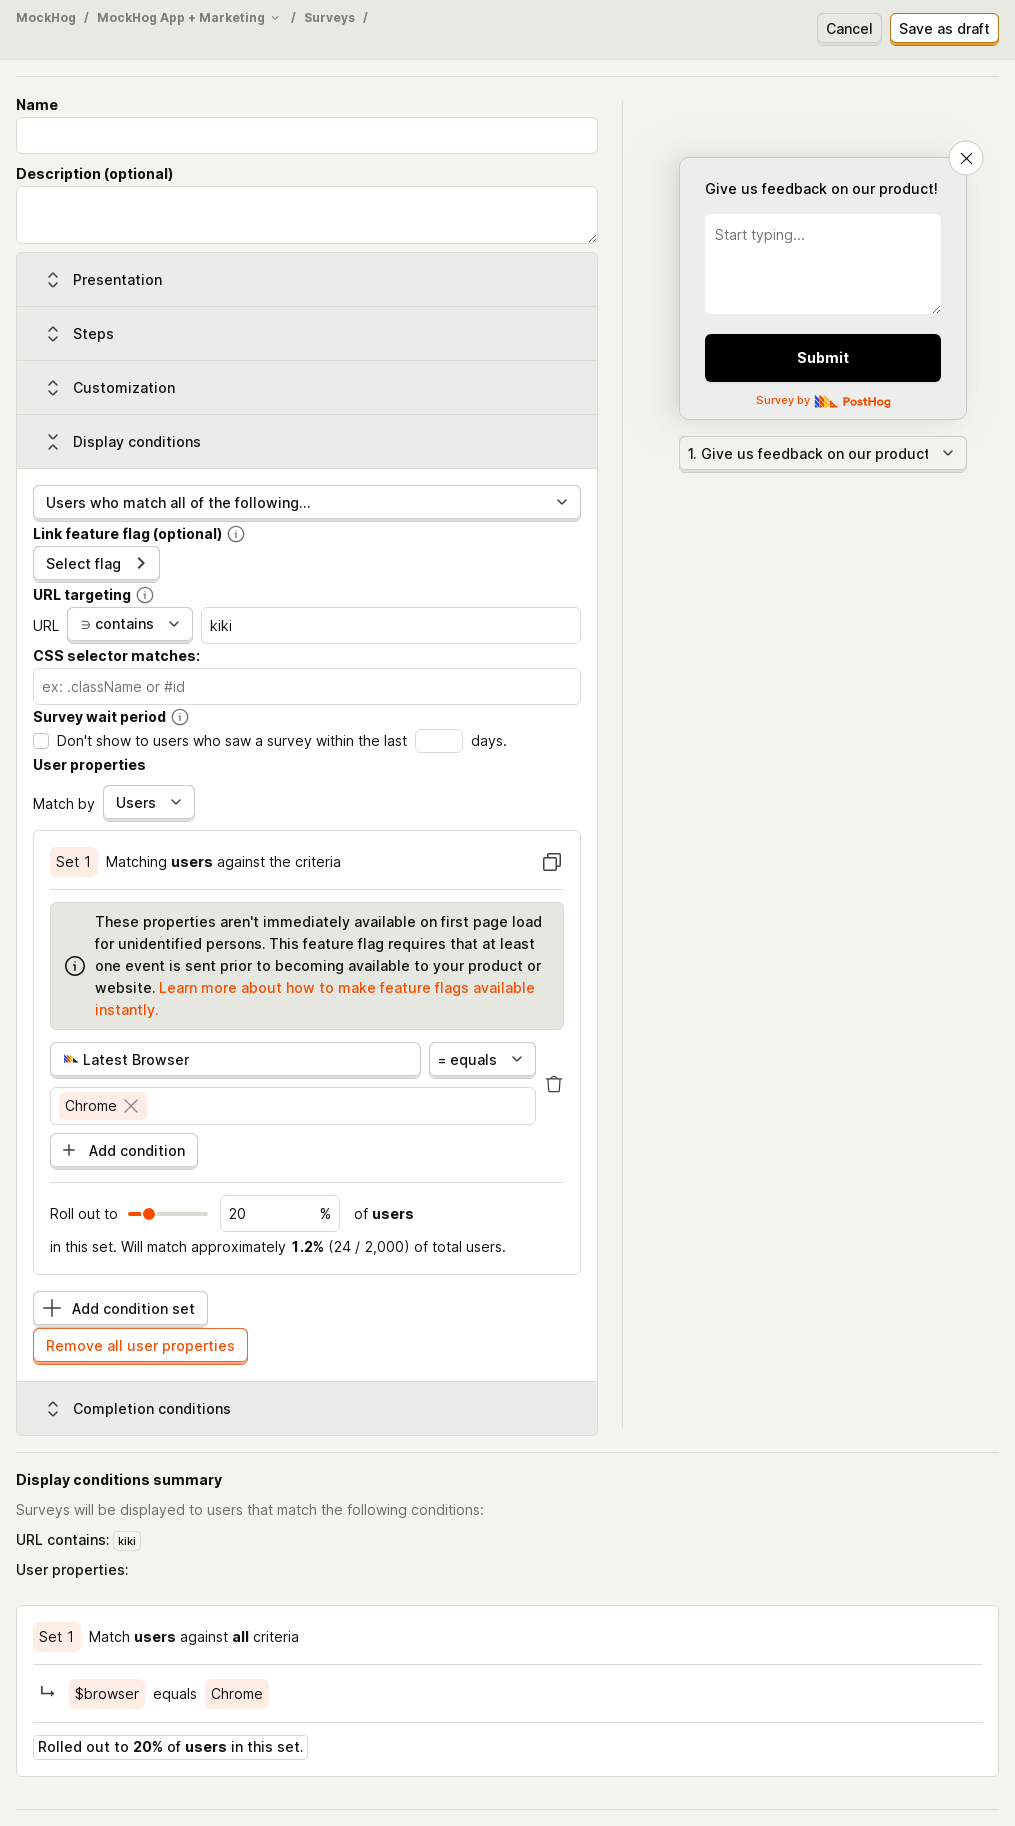 MockHog / MockHog App + Marketing / Surveys /
Cancel
Save as draft
Name
Description (optional)
Presentation
Steps
Customization
Display conditions
Users who match all of the following...
Link feature flag (optional)
Select flag
URL targeting
URL ∋ contains kiki
CSS selector matches:
ex: .className or #id
Survey wait period
Don't show to users who saw a survey within the last days.
User properties
Match by Users
Set 1 Matching users against the criteria
These properties aren't immediately available on first page load
for unidentified persons. This feature flag requires that at least
one event is sent prior to becoming available to your product or
website. Learn more about how to make feature flags available
instantly.
Latest Browser = equals
Chrome
Add condition
Roll out to 20 % of users
in this set. Will match approximately 1.2% (24 / 2,000) of total users.
Add condition set
Remove all user properties
Completion conditions
Give us feedback on our product!
Start typing...
Submit
Survey by PostHog
1. Give us feedback on our product
Display conditions summary
Surveys will be displayed to users that match the following conditions:
URL contains: kiki
User properties:
Set 1 Match users against all criteria
$browser equals Chrome
Rolled out to 20% of users in this set.